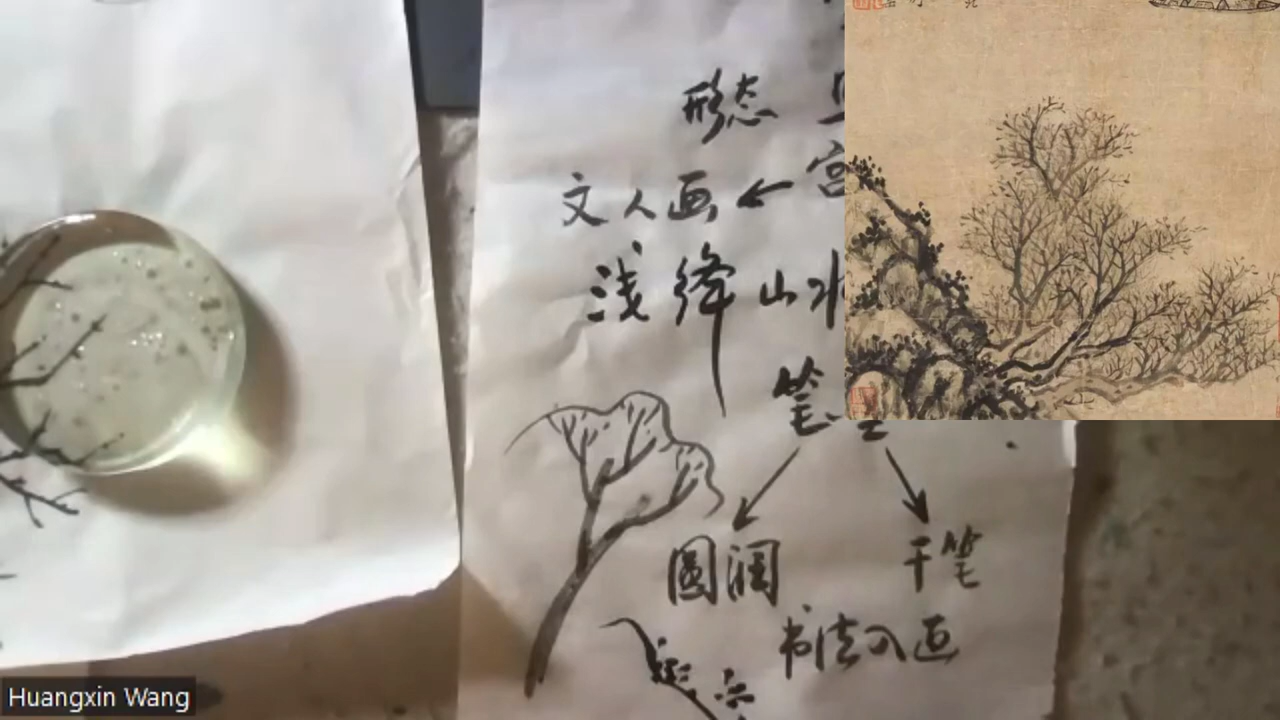 形态
文人画 ←
浅绛山水
笔
圆润
干笔
书法入画
Huangxin Wang